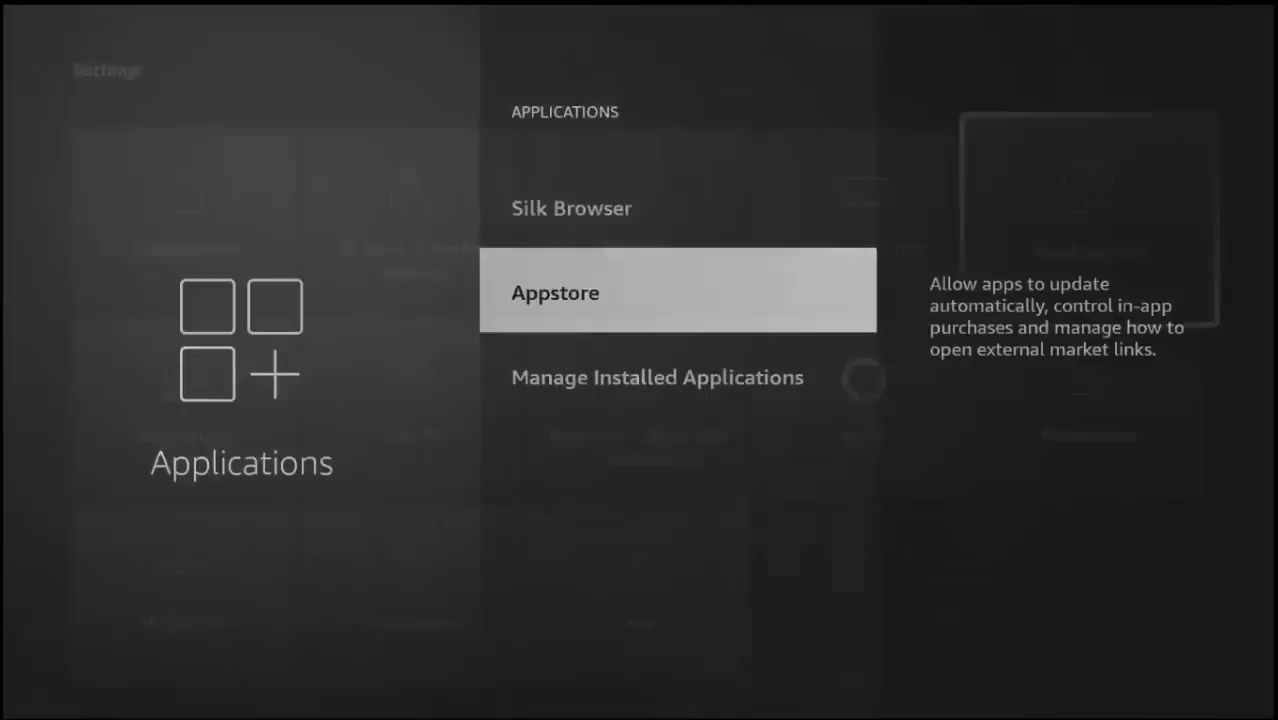 Settings
APPLICATIONS
Silk Browser
Appstore
Manage Installed Applications
Applications
Allow apps to update
automatically, control in-app
purchases and manage how to
open external market links.